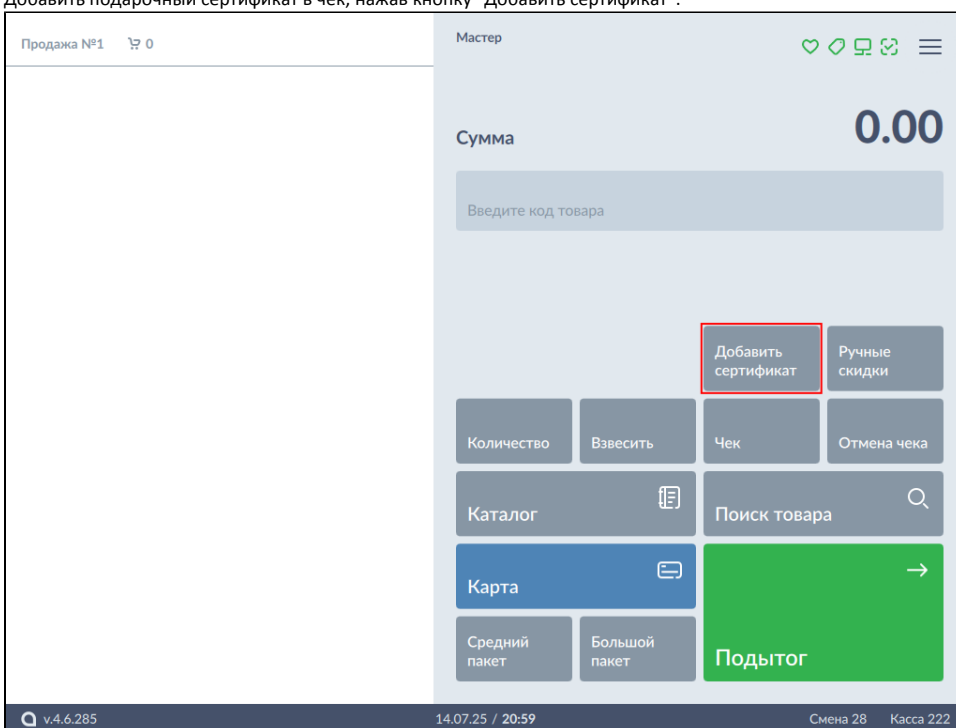 Добавить подарочный сертификат в чек, нажав кнопку "Добавить сертификат".
Продажа №1 0
Мастер
Сумма 0.00
Введите код товара
Добавить
сертификат
Ручные
скидки
Количество
Взвесить
Чек
Отмена чека
Каталог
Поиск товара
Карта
Средний
пакет
Большой
пакет
Подытог
v.4.6.285
14.07.25 / 20:59
Смена 28 Касса 222